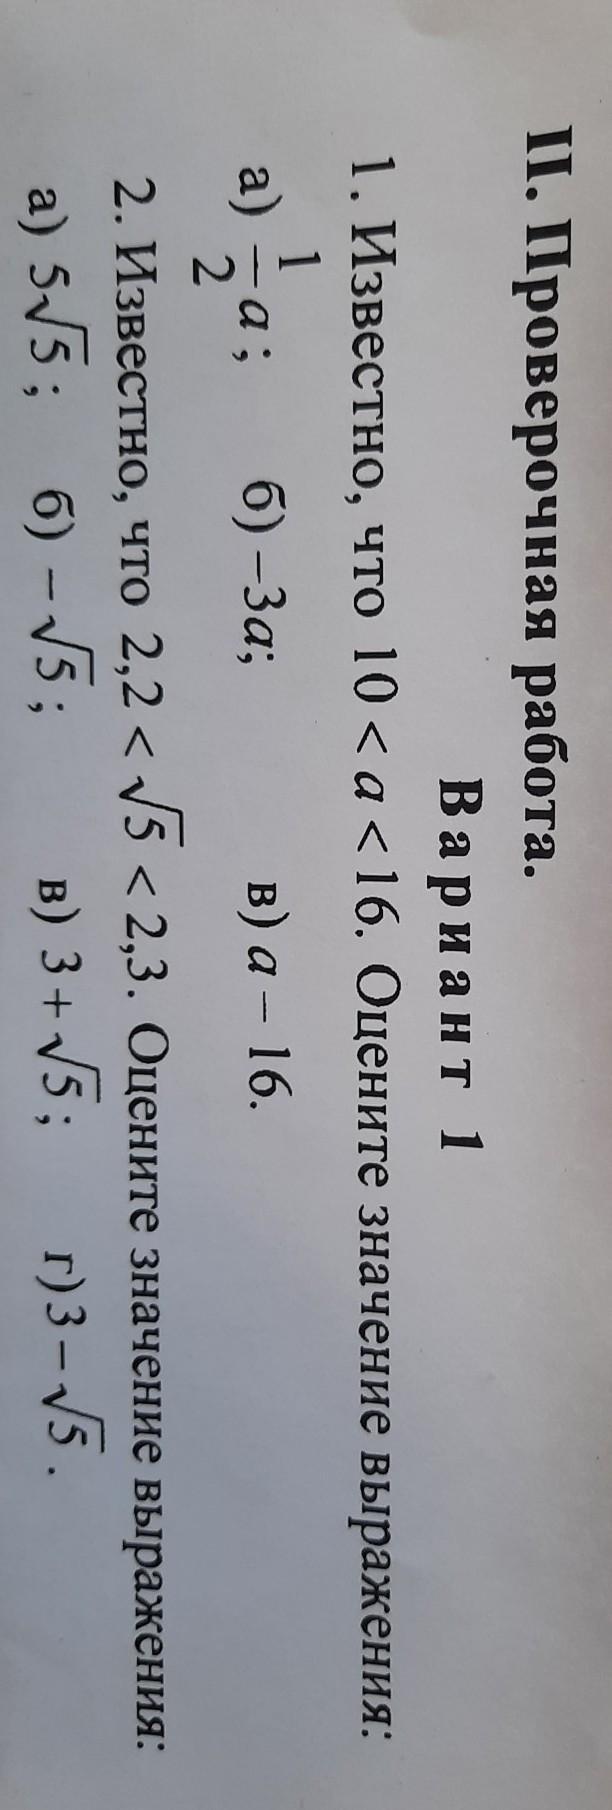 II. Проверочная работа.
Вариант 1
1. Известно, что 10 < a < 16. Оцените значение выражения:
а) 1/2 a; б) –3a; в) a – 16.
2. Известно, что 2,2 < √5 < 2,3. Оцените значение выражения:
а) 5√5; б) –√5; в) 3 + √5; г) 3 – √5.